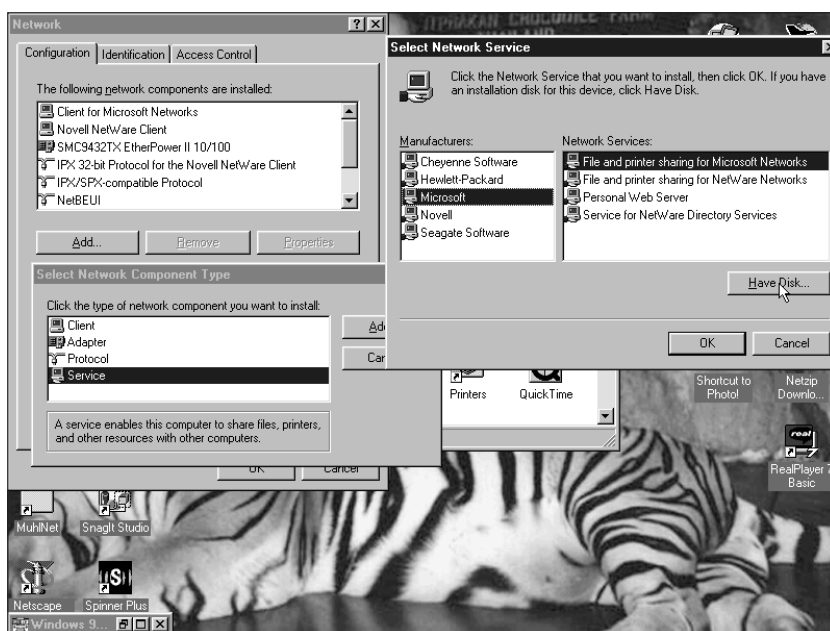 Network
Configuration
Identification
Access Control
The following network components are installed:
Client for Microsoft Networks
Novell NetWare Client
SMC9432TX EtherPower II 10/100
IPX 32-bit Protocol for the Novell NetWare Client
IPX/SPX-compatible Protocol
NetBEUI
Add...
Remove
Properties
Select Network Component Type
Click the type of network component you want to install:
Client
Adapter
Protocol
Service
A service enables this computer to share files, printers,
and other resources with other computers.
OK
Cancel
CROCODILE FARM
THAILAND
Select Network Service
Click the Network Service that you want to install, then click OK. If you have
an installation disk for this device, click Have Disk.
Manufacturers:
Cheyenne Software
Hewlett-Packard
Microsoft
Novell
Seagate Software
Network Services:
File and printer sharing for Microsoft Networks
File and printer sharing for NetWare Networks
Personal Web Server
Service for NetWare Directory Services
Have Disk...
OK
Cancel
Printers
QuickTime
Shortcut to
Photo!
Netzip
Downlo...
real
RealPlayer 7
Basic
MuhlNet
SnagIt Studio
Netscape
Spinner Plus
Windows 9...